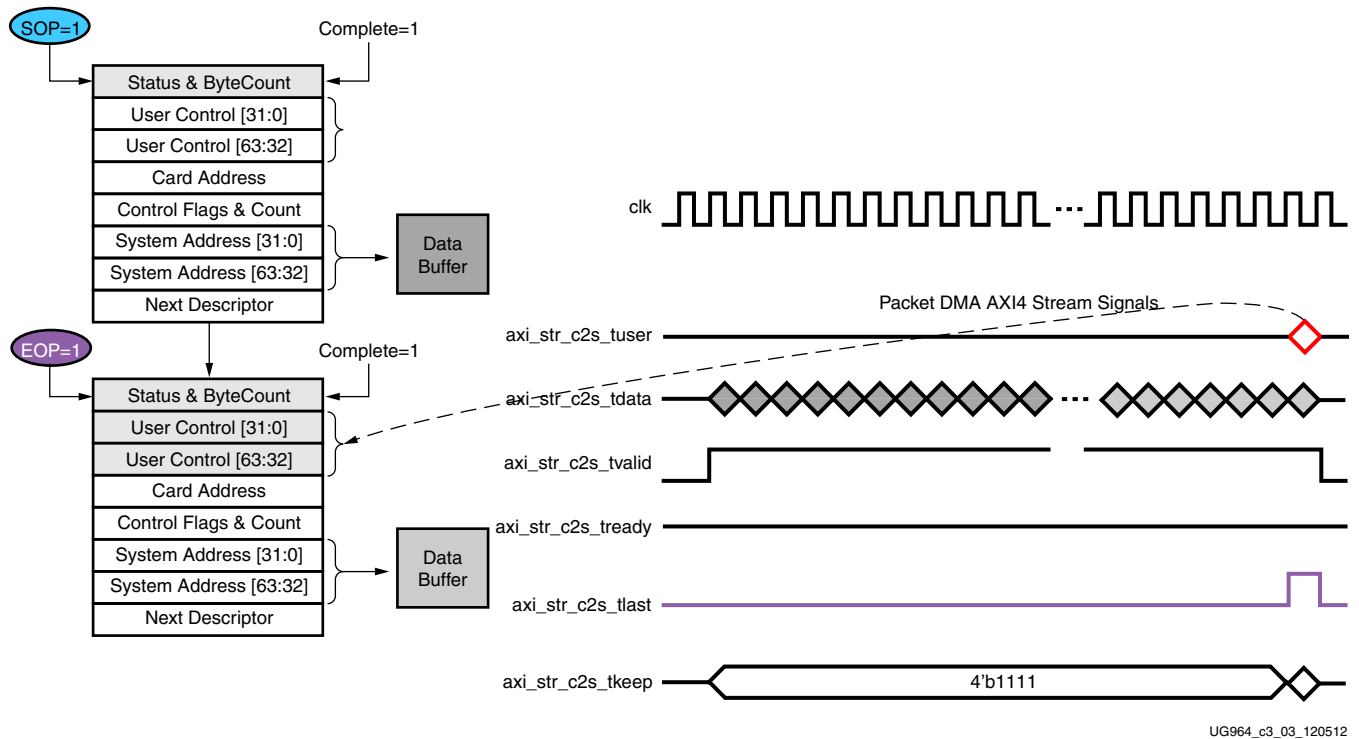 SOP=1
Complete=1
Status & ByteCount
User Control [31:0]
User Control [63:32]
Card Address
Control Flags & Count
System Address [31:0]
System Address [63:32]
Next Descriptor
Data
Buffer
EOP=1
Complete=1
Status & ByteCount
User Control [31:0]
User Control [63:32]
Card Address
Control Flags & Count
System Address [31:0]
System Address [63:32]
Next Descriptor
Data
Buffer
clk
Packet DMA AXI4 Stream Signals
axi_str_c2s_tuser
axi_str_c2s_tdata
axi_str_c2s_tvalid
axi_str_c2s_tready
axi_str_c2s_tlast
axi_str_c2s_tkeep
4'b1111
UG964_c3_03_120512